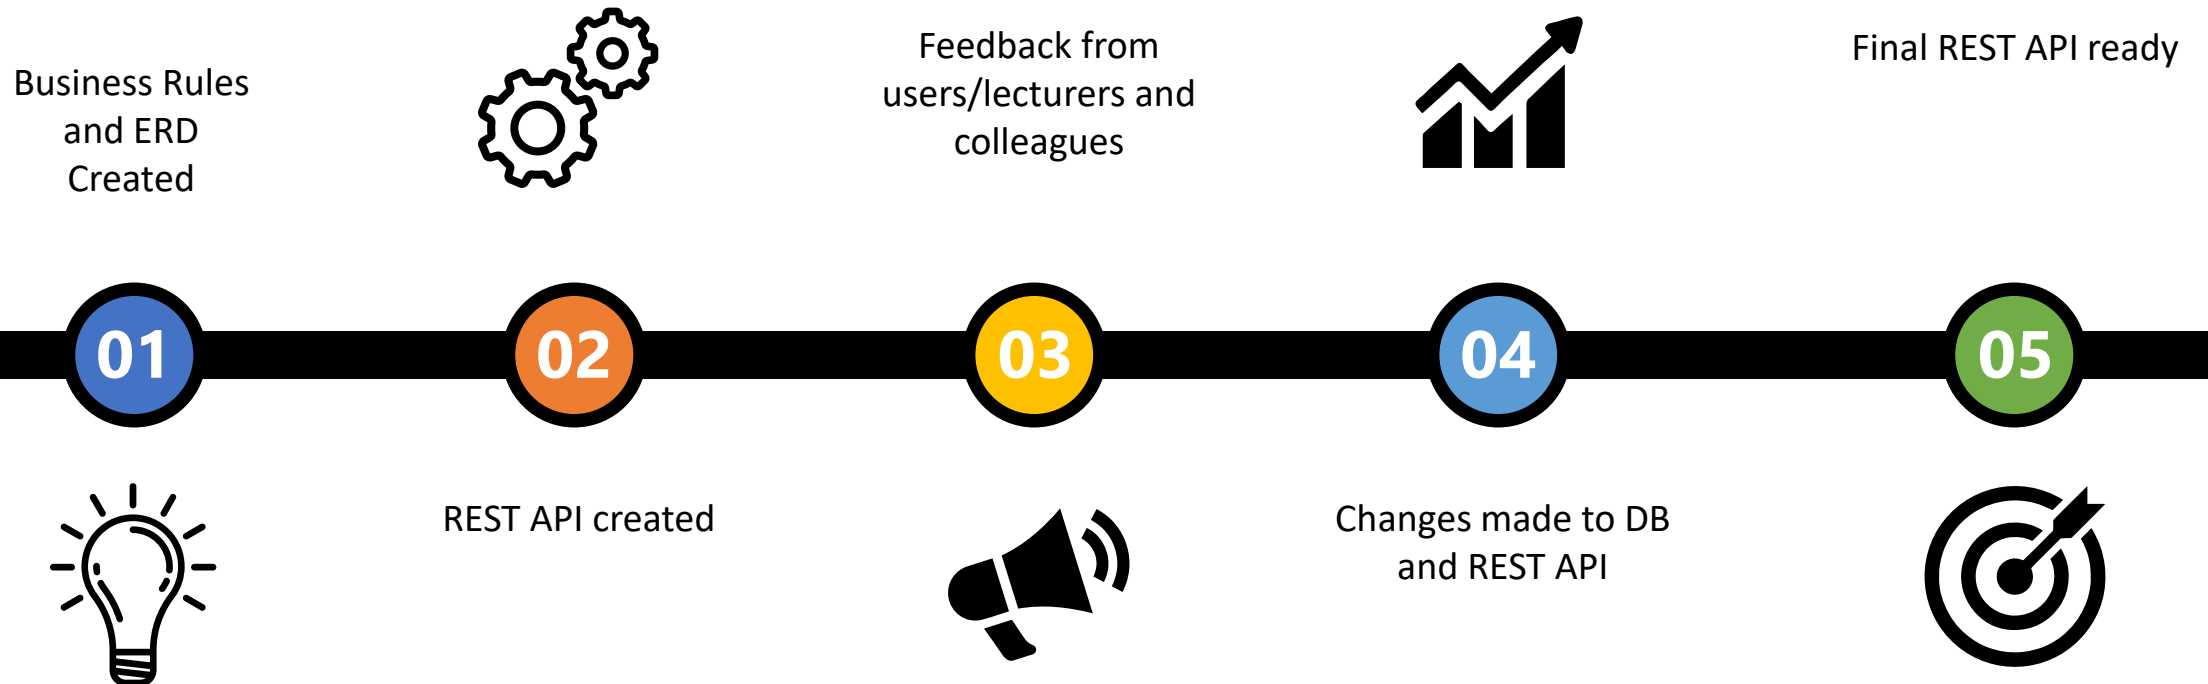 Business Rules
and ERD
Created
Feedback from
users/lecturers and
colleagues
Final REST API ready
01
02
03
04
05
REST API created
Changes made to DB
and REST API